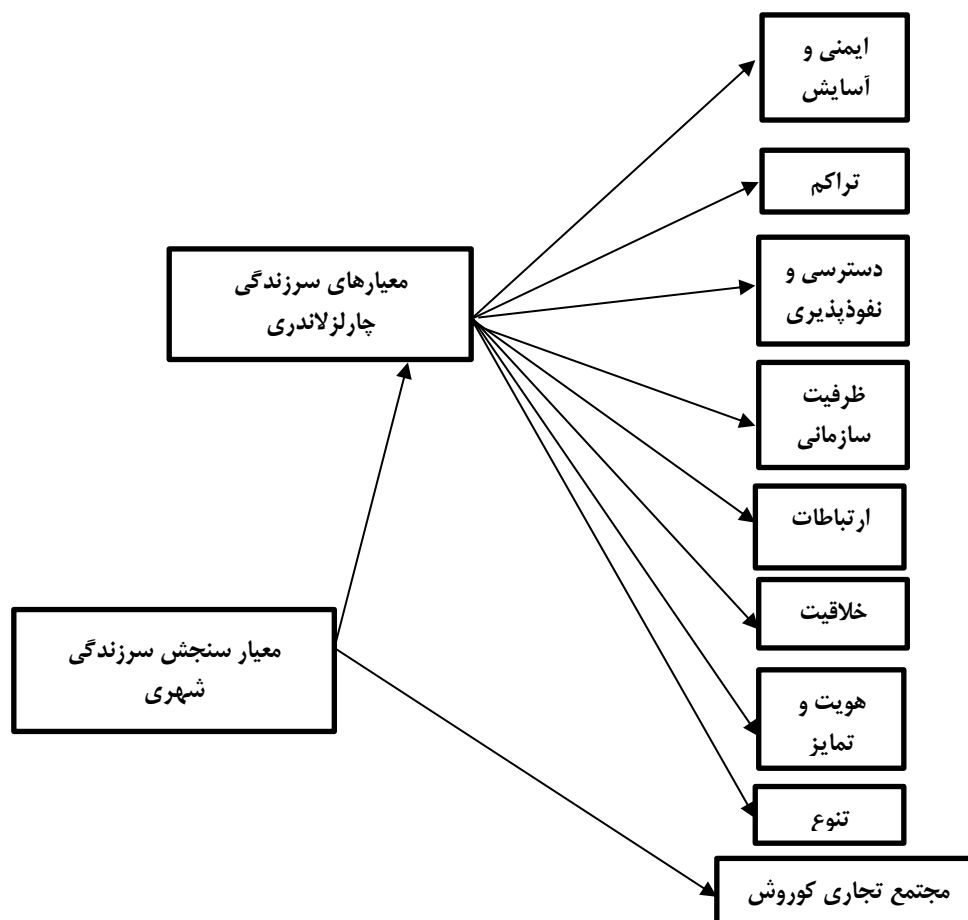 ایمنی و
آسایش
تراکم
دسترسی و
نفوذپذیری
معیارهای سرزندگی
چارلزلاندری
ظرفیت
سازمانی
ارتباطات
خلاقیت
معیار سنجش سرزندگی
شهری
هویت و
تمایز
تنوع
مجتمع تجاری کوروش